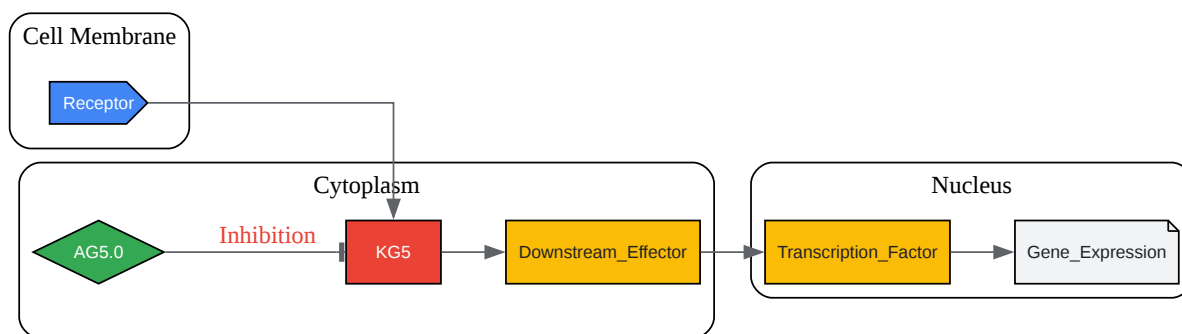 Cell Membrane
Receptor
Cytoplasm
Nucleus
AG5.0
Inhibition
KG5
Downstream_Effector
Transcription_Factor
Gene_Expression